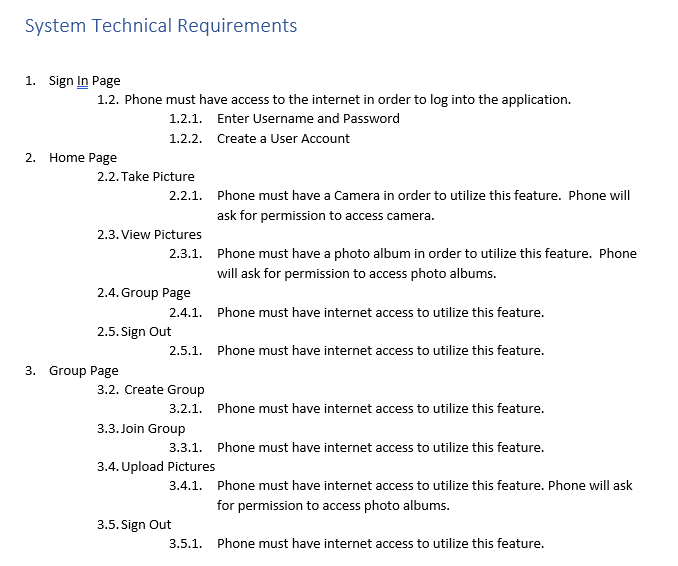 System Technical Requirements
1. Sign In Page
1.2. Phone must have access to the internet in order to log into the application.
1.2.1. Enter Username and Password
1.2.2. Create a User Account
2. Home Page
2.2. Take Picture
2.2.1. Phone must have a Camera in order to utilize this feature. Phone will
ask for permission to access camera.
2.3. View Pictures
2.3.1. Phone must have a photo album in order to utilize this feature. Phone
will ask for permission to access photo albums.
2.4. Group Page
2.4.1. Phone must have internet access to utilize this feature.
2.5. Sign Out
2.5.1. Phone must have internet access to utilize this feature.
3. Group Page
3.2. Create Group
3.2.1. Phone must have internet access to utilize this feature.
3.3. Join Group
3.3.1. Phone must have internet access to utilize this feature.
3.4. Upload Pictures
3.4.1. Phone must have internet access to utilize this feature. Phone will ask
for permission to access photo albums.
3.5. Sign Out
3.5.1. Phone must have internet access to utilize this feature.